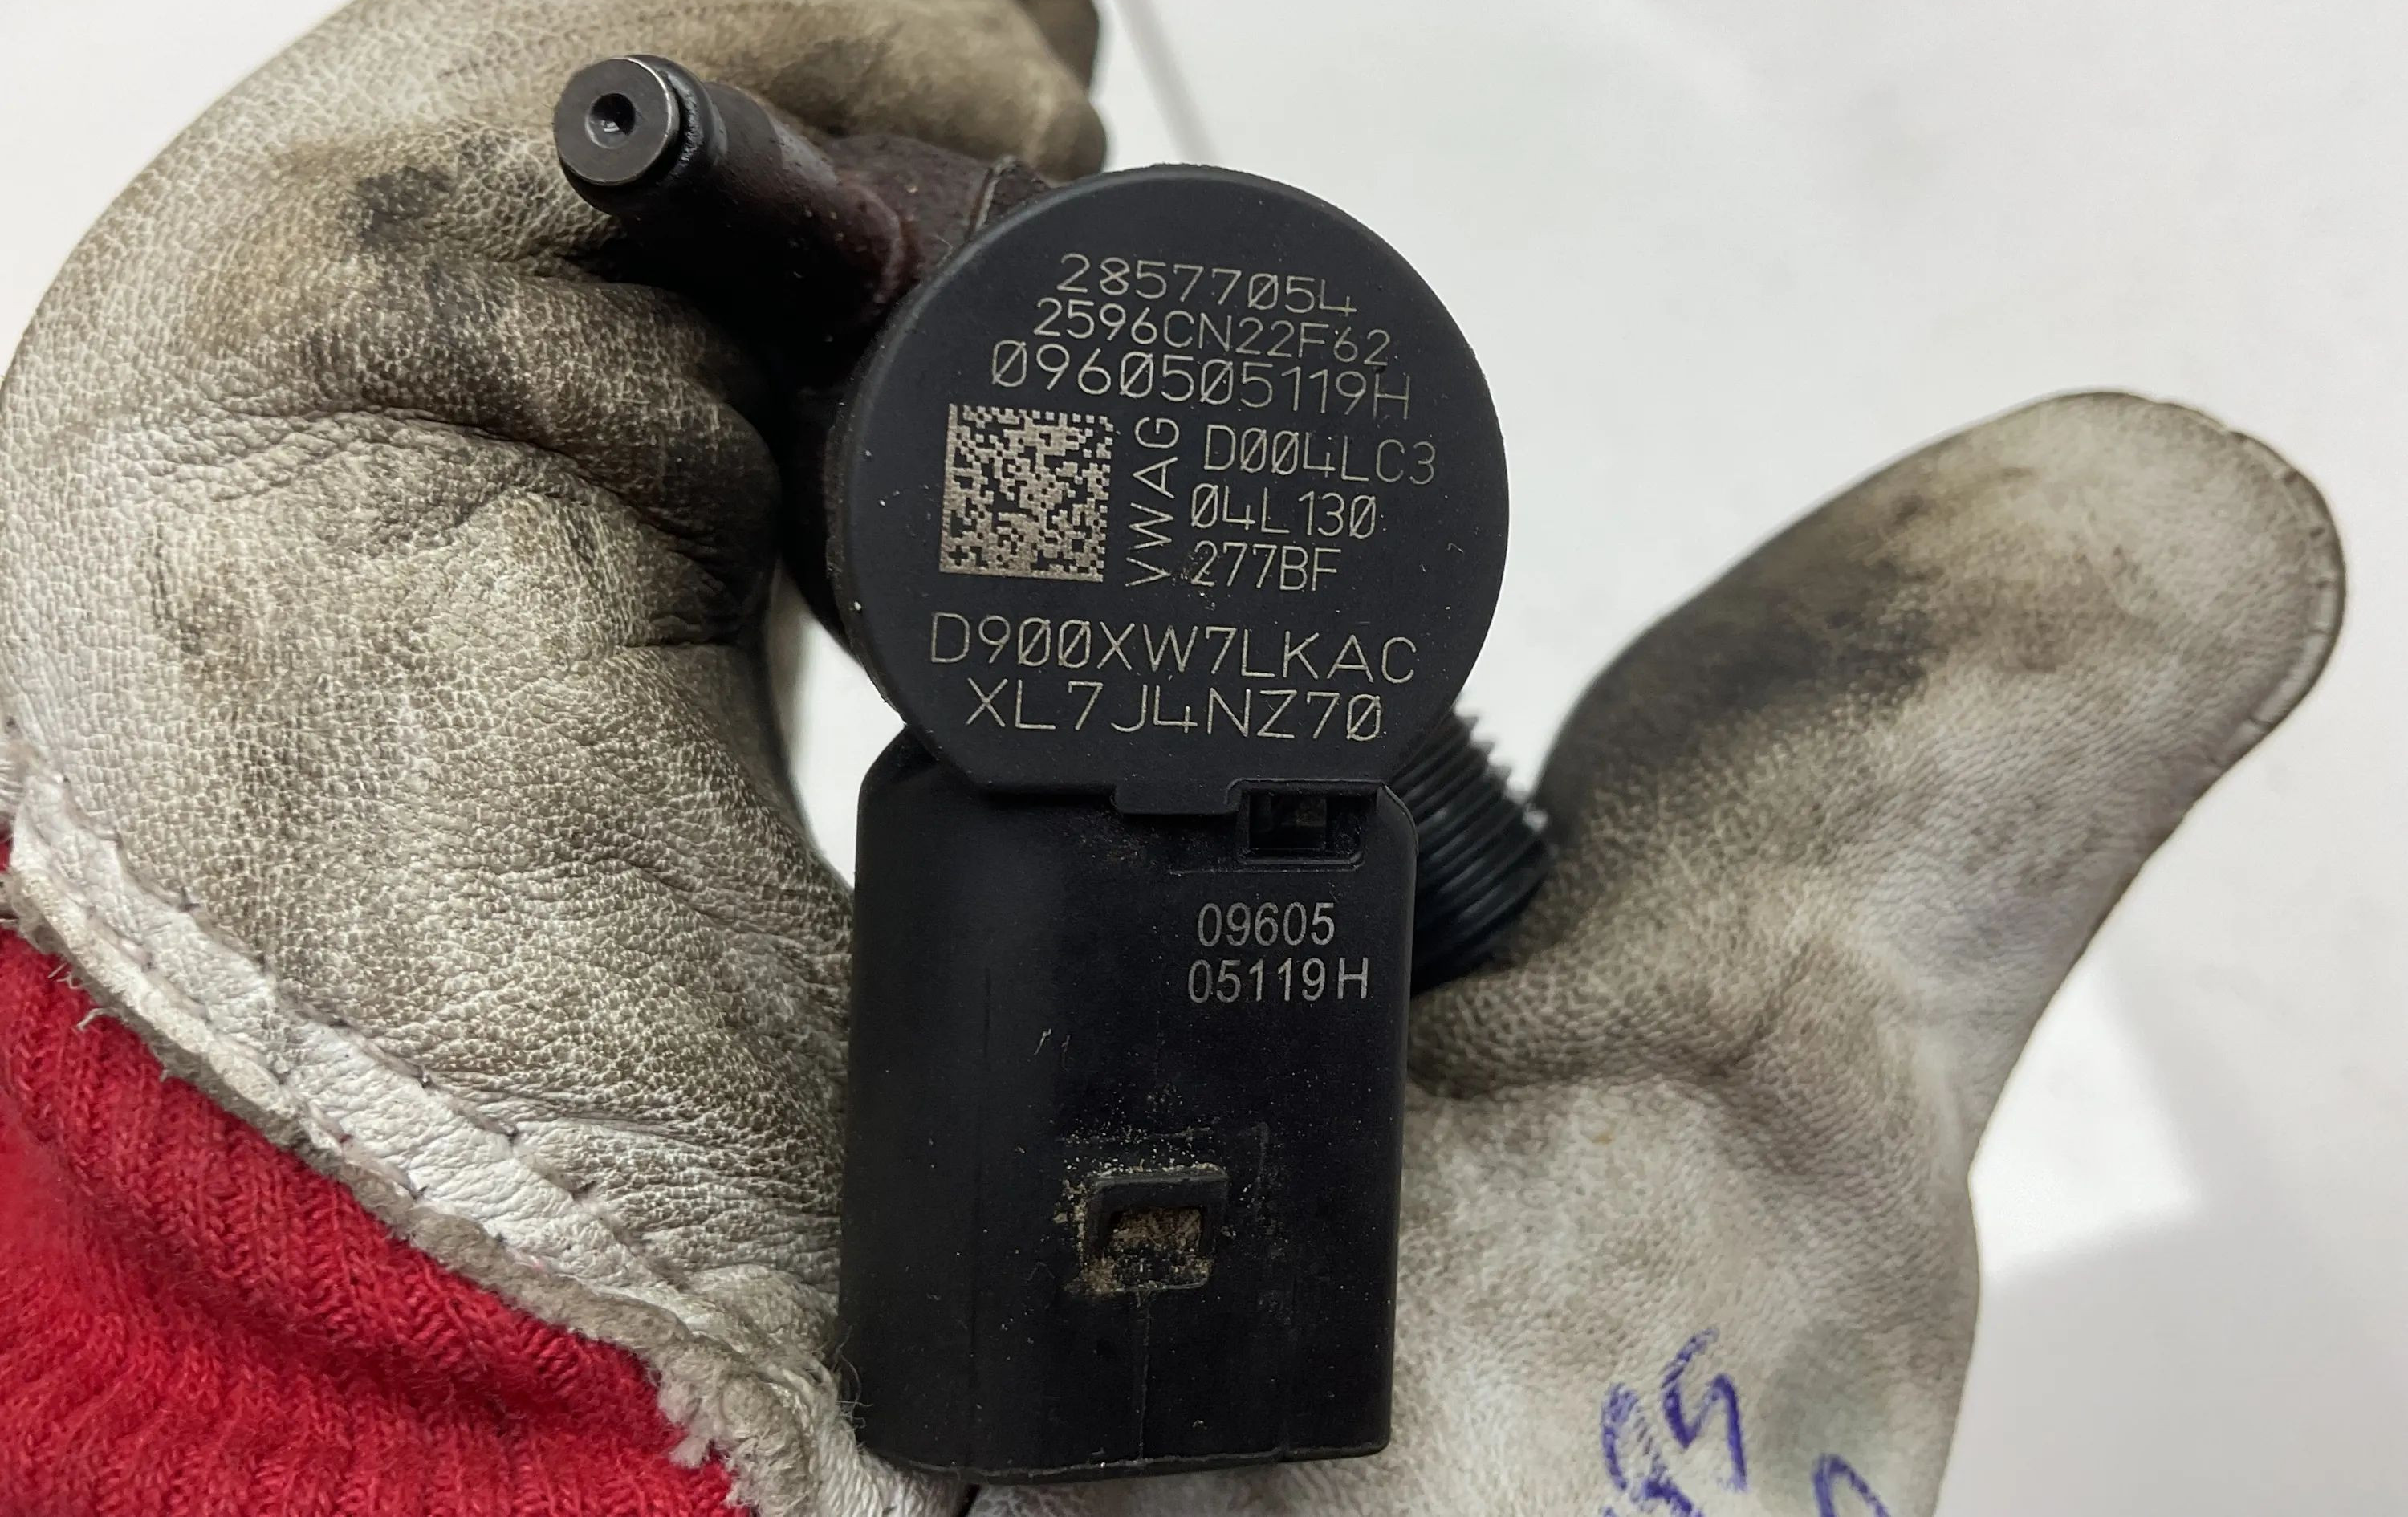 28577054
2596CN22F62
0960505119H
VWAG
D004LC3
04L130
277BF
D900XW7LKAC
XL7J4NZ70
09605
05119H